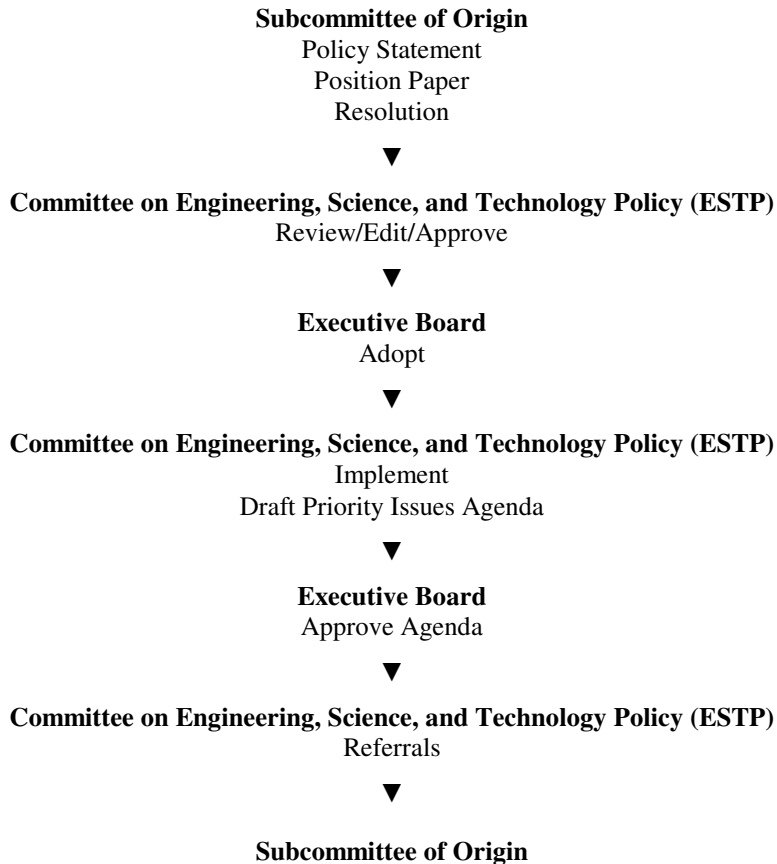 Subcommittee of Origin
Policy Statement
Position Paper
Resolution
▼
Committee on Engineering, Science, and Technology Policy (ESTP)
Review/Edit/Approve
▼
Executive Board
Adopt
▼
Committee on Engineering, Science, and Technology Policy (ESTP)
Implement
Draft Priority Issues Agenda
▼
Executive Board
Approve Agenda
▼
Committee on Engineering, Science, and Technology Policy (ESTP)
Referrals
▼
Subcommittee of Origin